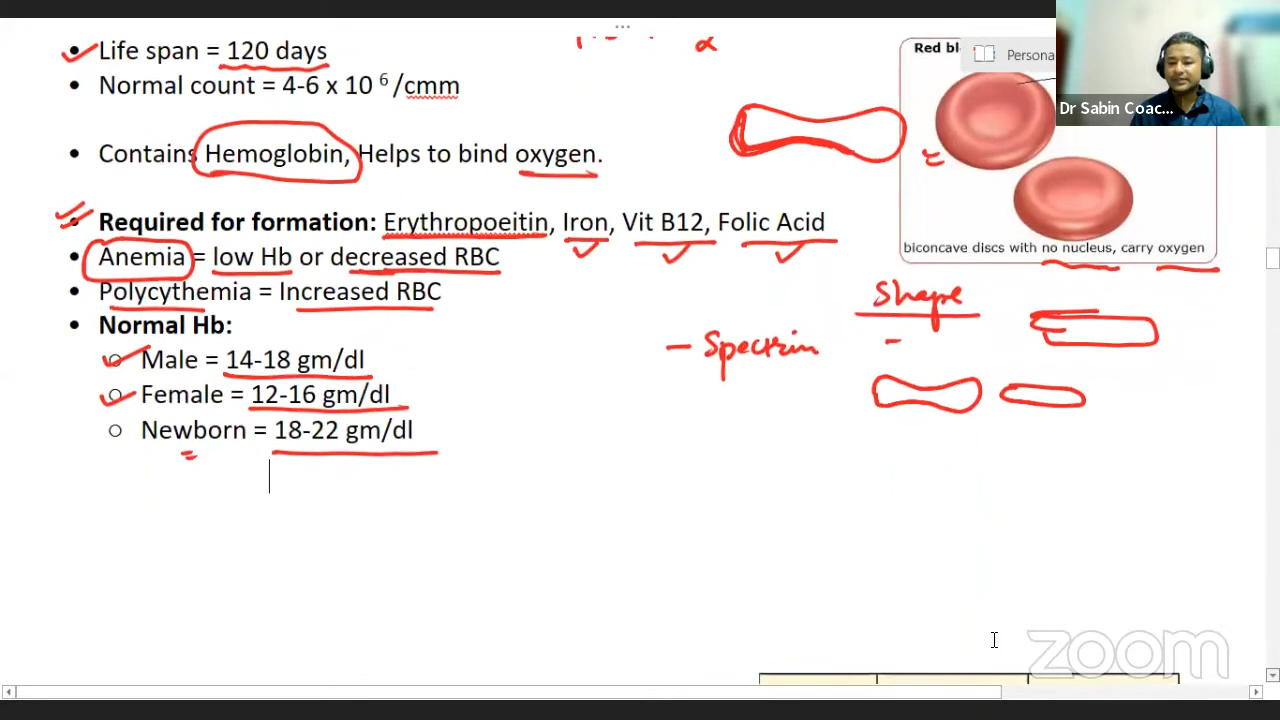 Life span = 120 days
Normal count = 4-6 x 10 6 /cmm
Contains Hemoglobin, Helps to bind oxygen.
Required for formation: Erythropoeitin, Iron, Vit B12, Folic Acid
Anemia = low Hb or decreased RBC
Polycythemia = Increased RBC
Normal Hb:
Male = 14-18 gm/dl
Female = 12-16 gm/dl
Newborn = 18-22 gm/dl
Red bl
Persona
Dr Sabin Coac...
biconcave discs with no nucleus, carry oxygen
Shape
- Spectrin
zoom